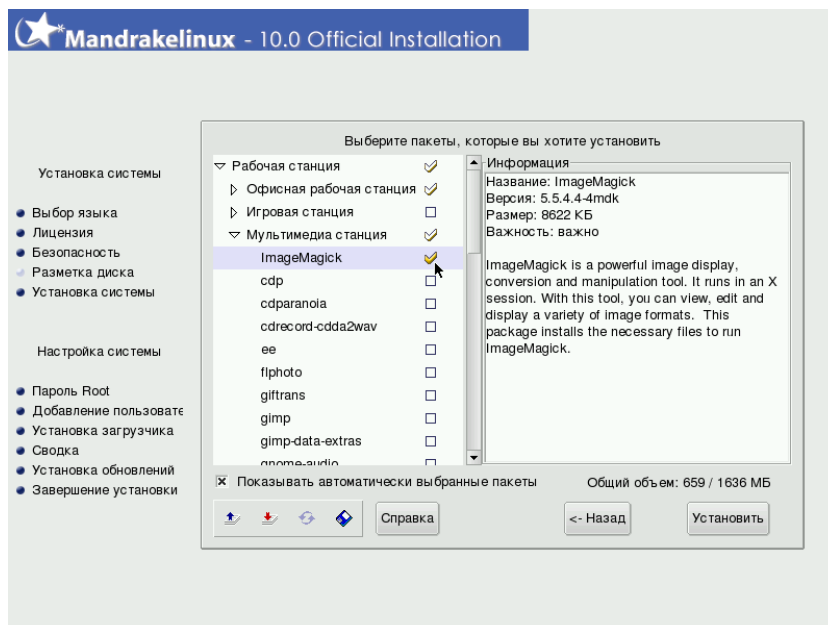 Mandrakelinux - 10.0 Official Installation
Установка системы
Выбор языка
Лицензия
Безопасность
Разметка диска
Установка системы
Настройка системы
Пароль Root
Добавление пользовате
Установка загрузчика
Сводка
Установка обновлений
Завершение установки
Выберите пакеты, которые вы хотите установить
Рабочая станция
Офисная рабочая станция
Игровая станция
Мультимедиа станция
ImageMagick
cdp
cdparanoia
cdrecord-cdda2wav
ee
flphoto
giftrans
gimp
gimp-data-extras
gnome-audio
Информация
Название: ImageMagick
Версия: 5.5.4.4-4mdk
Размер: 8622 КБ
Важность: важно
ImageMagick is a powerful image display,
conversion and manipulation tool. It runs in an X
session. With this tool, you can view, edit and
display a variety of image formats.  This
package installs the necessary files to run
ImageMagick.
Показывать автоматически выбранные пакеты
Общий объем: 659 / 1636 МБ
Справка
<- Назад
Установить